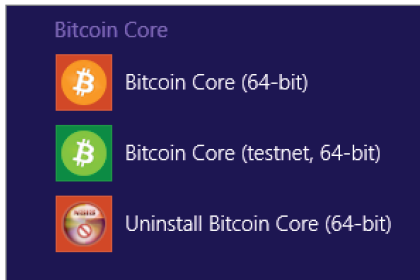 Bitcoin Core
Bitcoin Core (64-bit)
Bitcoin Core (testnet, 64-bit)
Uninstall Bitcoin Core (64-bit)